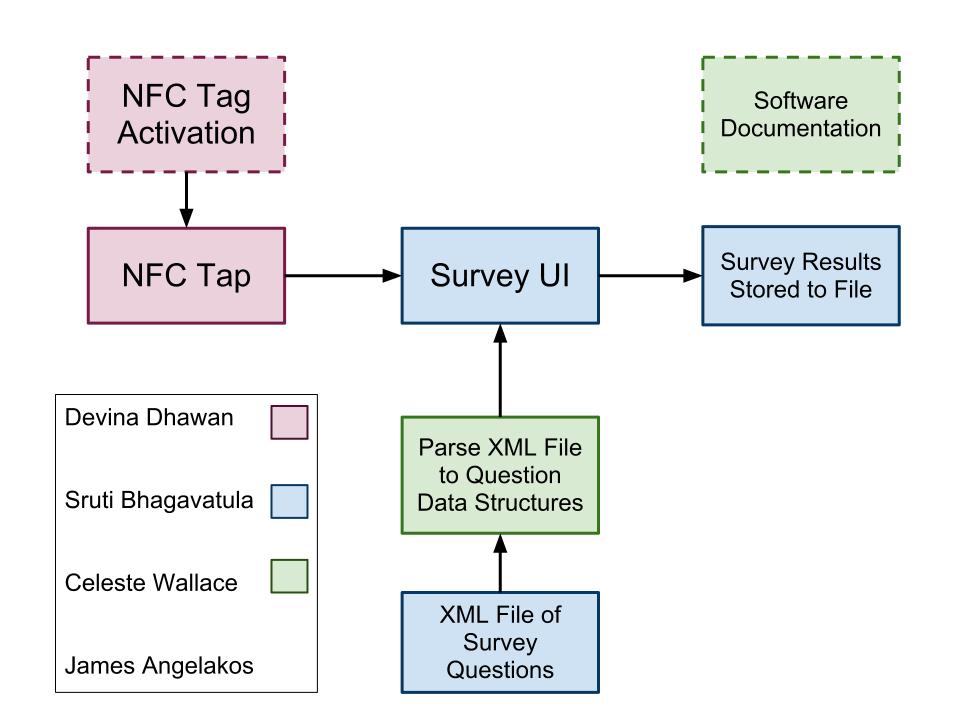 NFC Tag
Activation
Software
Documentation
NFC Tap
Survey UI
Survey Results
Stored to File
Parse XML File
to Question
Data Structures
XML File of
Survey
Questions
Devina Dhawan
Sruti Bhagavatula
Celeste Wallace
James Angelakos